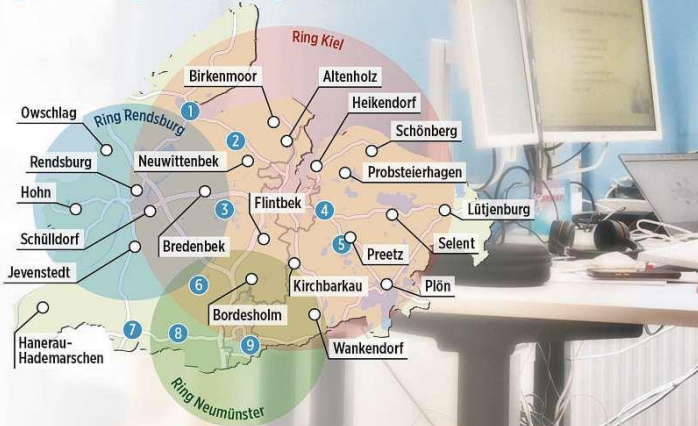 Ring Kiel
Birkenmoor
Altenholz
Heikendorf
Owschlag
Ring Rendsburg
1
2
Schönberg
Rendsburg
Neuwittenbek
Probsteierhagen
Hohn
Flintbek
Lütjenburg
3
4
Schülldorf
Bredenbek
5
Preetz
Selent
Jevenstedt
6
Kirchbarkau
Plön
Bordesholm
7
8
9
Wankendorf
Hanerau-
Hademarschen
Ring Neumünster